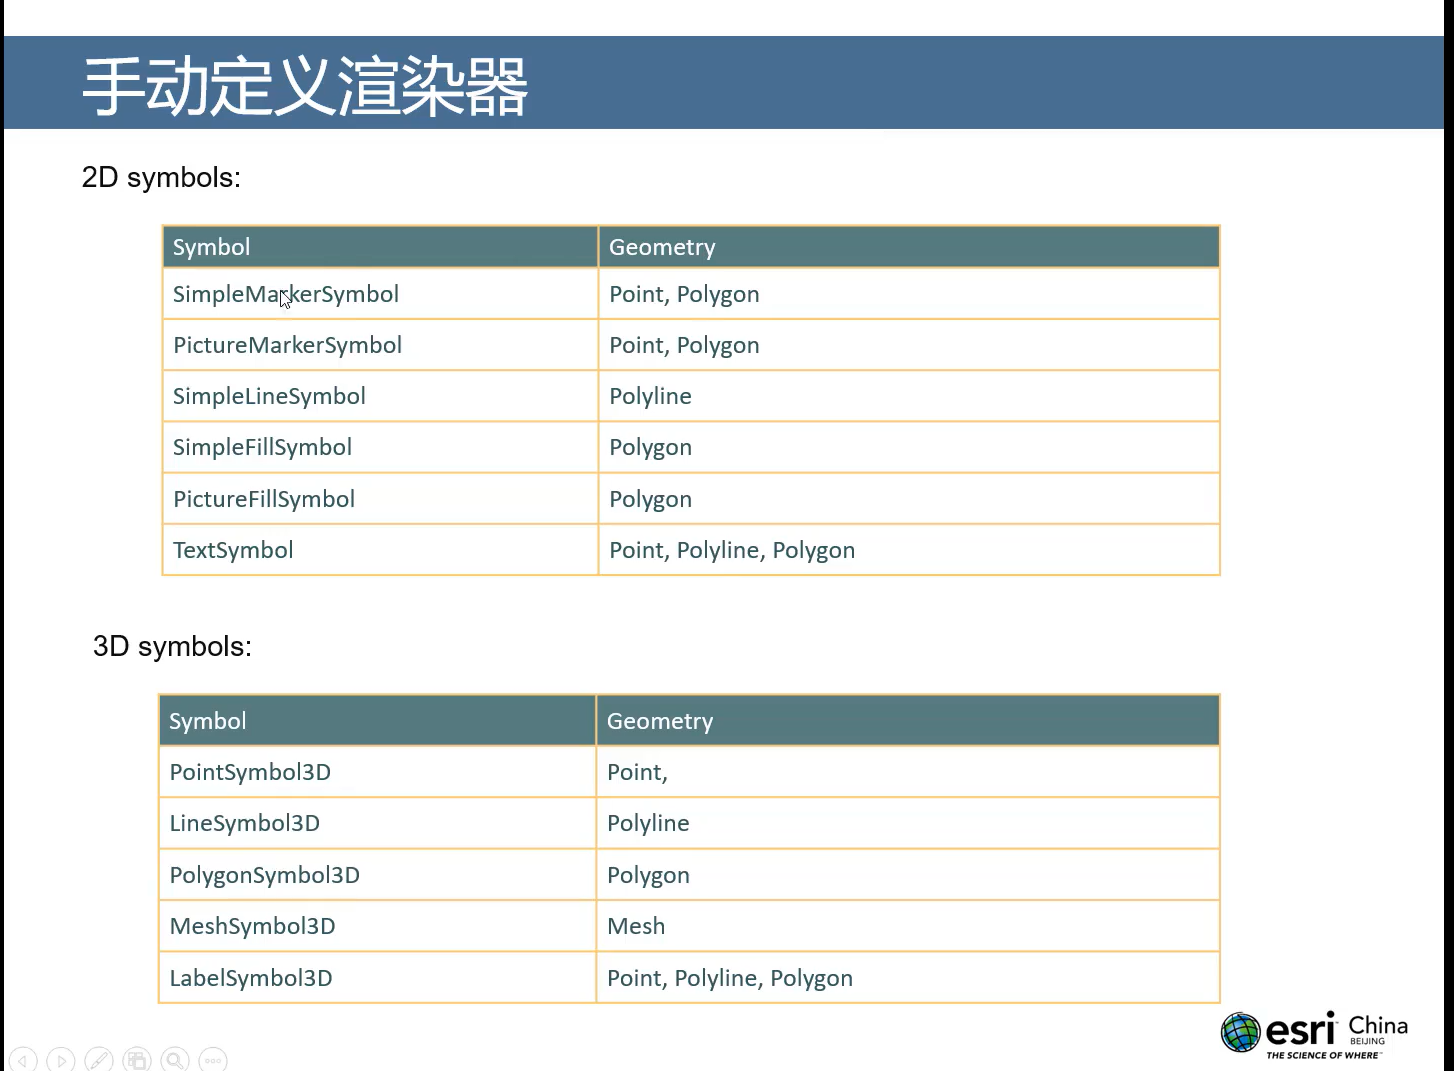 手动定义渲染器
2D symbols:
Symbol Geometry
SimpleMarkerSymbol Point, Polygon
PictureMarkerSymbol Point, Polygon
SimpleLineSymbol Polyline
SimpleFillSymbol Polygon
PictureFillSymbol Polygon
TextSymbol Point, Polyline, Polygon
3D symbols:
Symbol Geometry
PointSymbol3D Point,
LineSymbol3D Polyline
PolygonSymbol3D Polygon
MeshSymbol3D Mesh
LabelSymbol3D Point, Polyline, Polygon
esri China
BEIJING
THE SCIENCE OF WHERE™